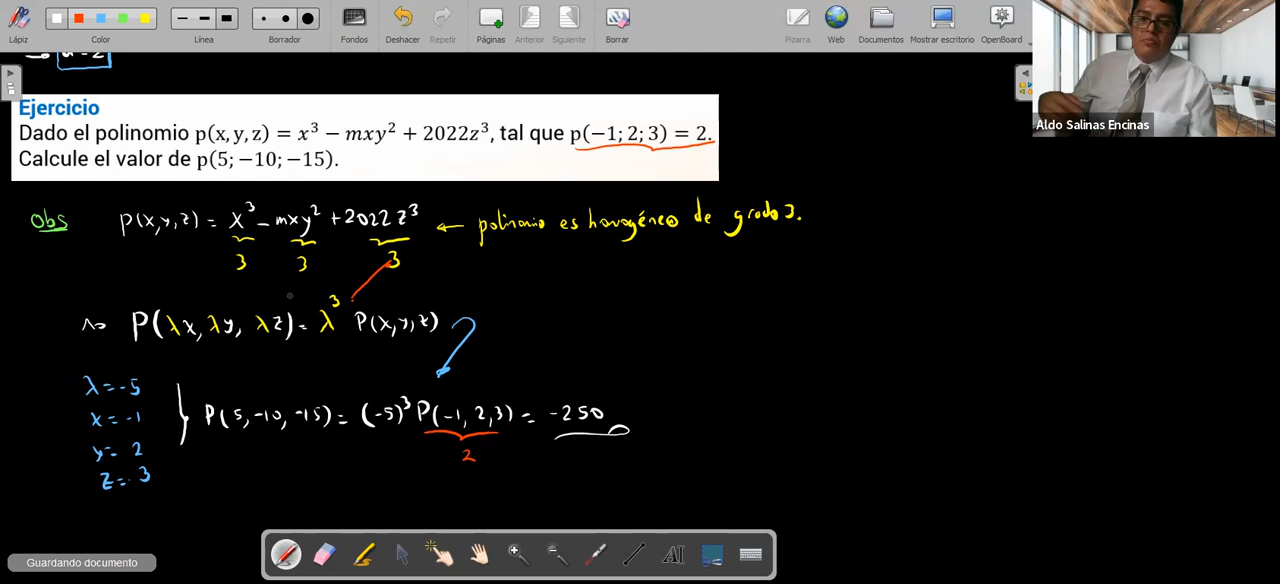 Lápiz Color Línea Borrador Fondos Deshacer Repetir Páginas Anterior Siguiente Borrar Pizarra Web Documentos Mostrar escritorio OpenBoard
Aldo Salinas Encinas
Ejercicio
Dado el polinomio p(x,y,z) = x³ − mxy² + 2022z³, tal que p(−1; 2; 3) = 2.
Calcule el valor de p(5; −10; −15).
Obs P(x,y,z) = x³ - mxy² + 2022 z³ ← polinomio es homogéneo de grado 3.
3 3 3
P(λx, λy, λz) = λ³ P(x,y,z)
λ = -5
x = -1
P(5,-10,-15) = (-5)³ P(-1, 2,3) = -250
y = 2
2
z = 3
Guardando documento